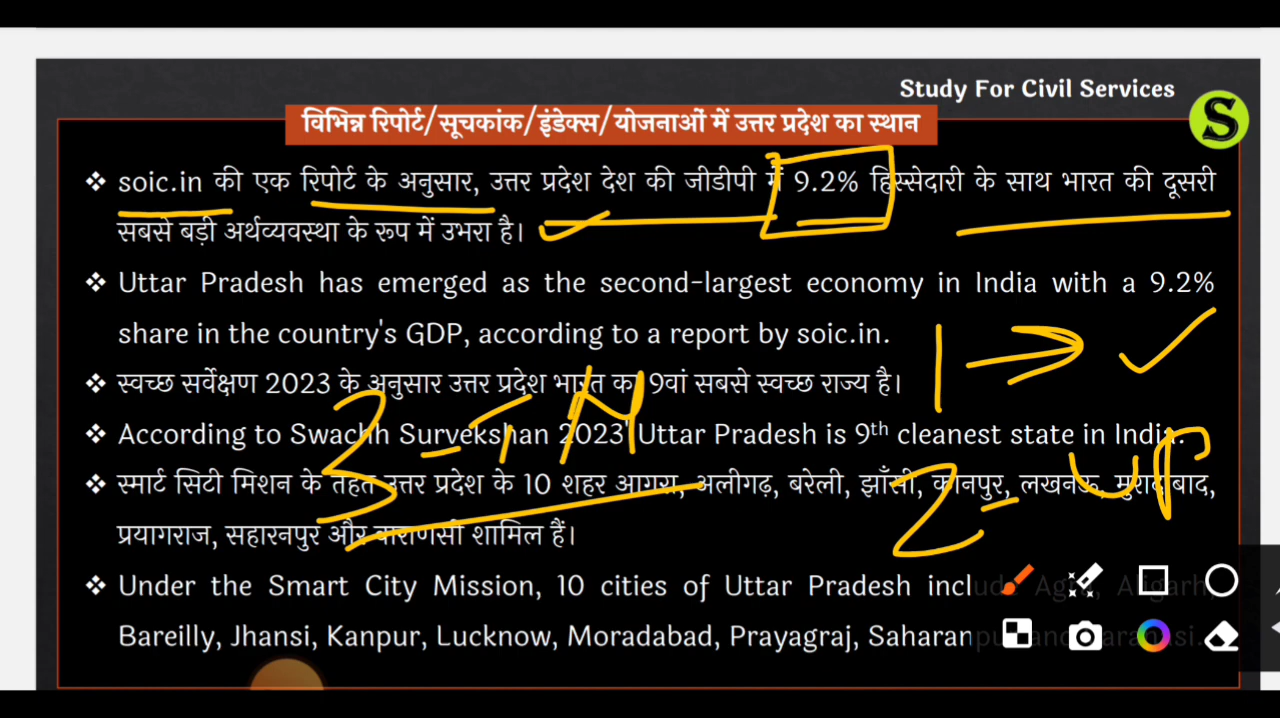 Study For Civil Services
S
विभिन्न रिपोर्ट/सूचकांक/इंडेक्स/योजनाओं में उत्तर प्रदेश का स्थान
❖ soic.in की एक रिपोर्ट के अनुसार, उत्तर प्रदेश देश की जीडीपी में 9.2% हिस्सेदारी के साथ भारत की दूसरी
सबसे बड़ी अर्थव्यवस्था के रूप में उभरा है।
❖ Uttar Pradesh has emerged as the second-largest economy in India with a 9.2%
share in the country's GDP, according to a report by soic.in.
1 → ✓
❖ स्वच्छ सर्वेक्षण 2023 के अनुसार उत्तर प्रदेश भारत का 9वां सबसे स्वच्छ राज्य है।
3 - TN
❖ According to Swachh Survekshan 2023, Uttar Pradesh is 9th cleanest state in India.
2 - UP
❖ स्मार्ट सिटी मिशन के तहत उत्तर प्रदेश के 10 शहर आगरा, अलीगढ़, बरेली, झाँसी, कानपुर, लखनऊ, मुरादाबाद,
प्रयागराज, सहारनपुर और वाराणसी शामिल हैं।
❖ Under the Smart City Mission, 10 cities of Uttar Pradesh include Agra, Aligarh,
Bareilly, Jhansi, Kanpur, Lucknow, Moradabad, Prayagraj, Saharanpur and Varanasi.